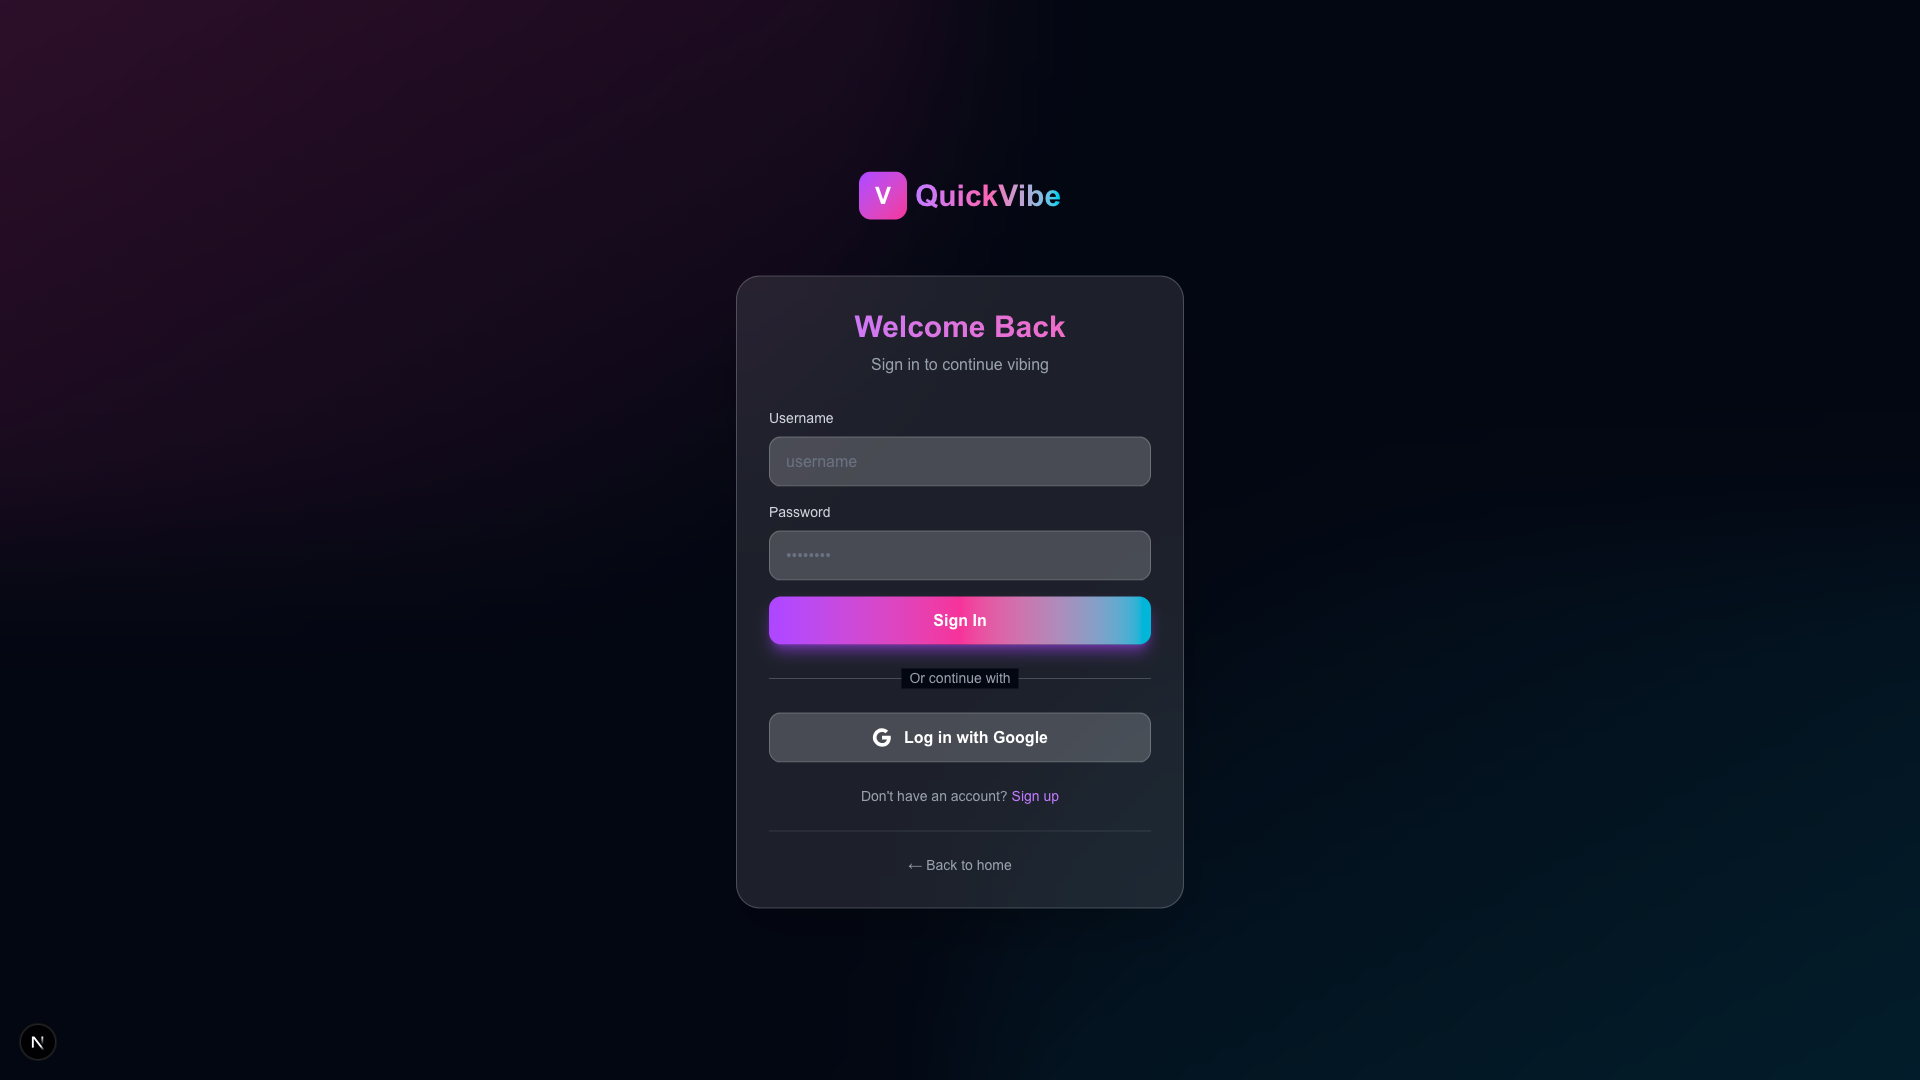 V QuickVibe
Welcome Back
Sign in to continue vibing
Username
username
Password
••••••••
Sign In
Or continue with
G Log in with Google
Don't have an account? Sign up
← Back to home
N